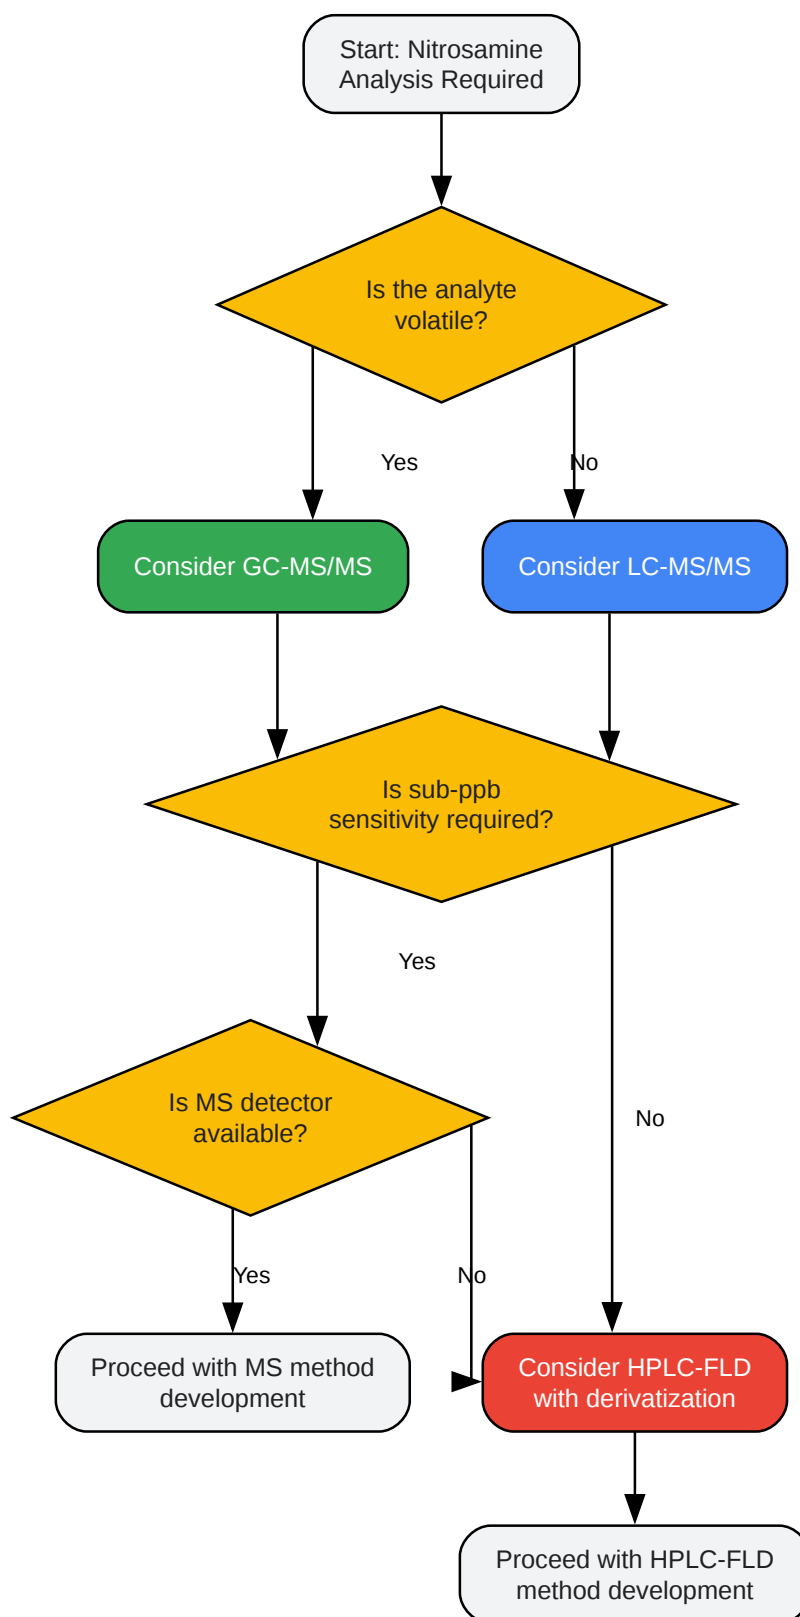 Start: Nitrosamine
Analysis Required
Is the analyte
volatile?
Yes
No
Consider GC-MS/MS
Consider LC-MS/MS
Is sub-ppb
sensitivity required?
Yes
Is MS detector
available?
No
Yes
No
Proceed with MS method
development
Consider HPLC-FLD
with derivatization
Proceed with HPLC-FLD
method development